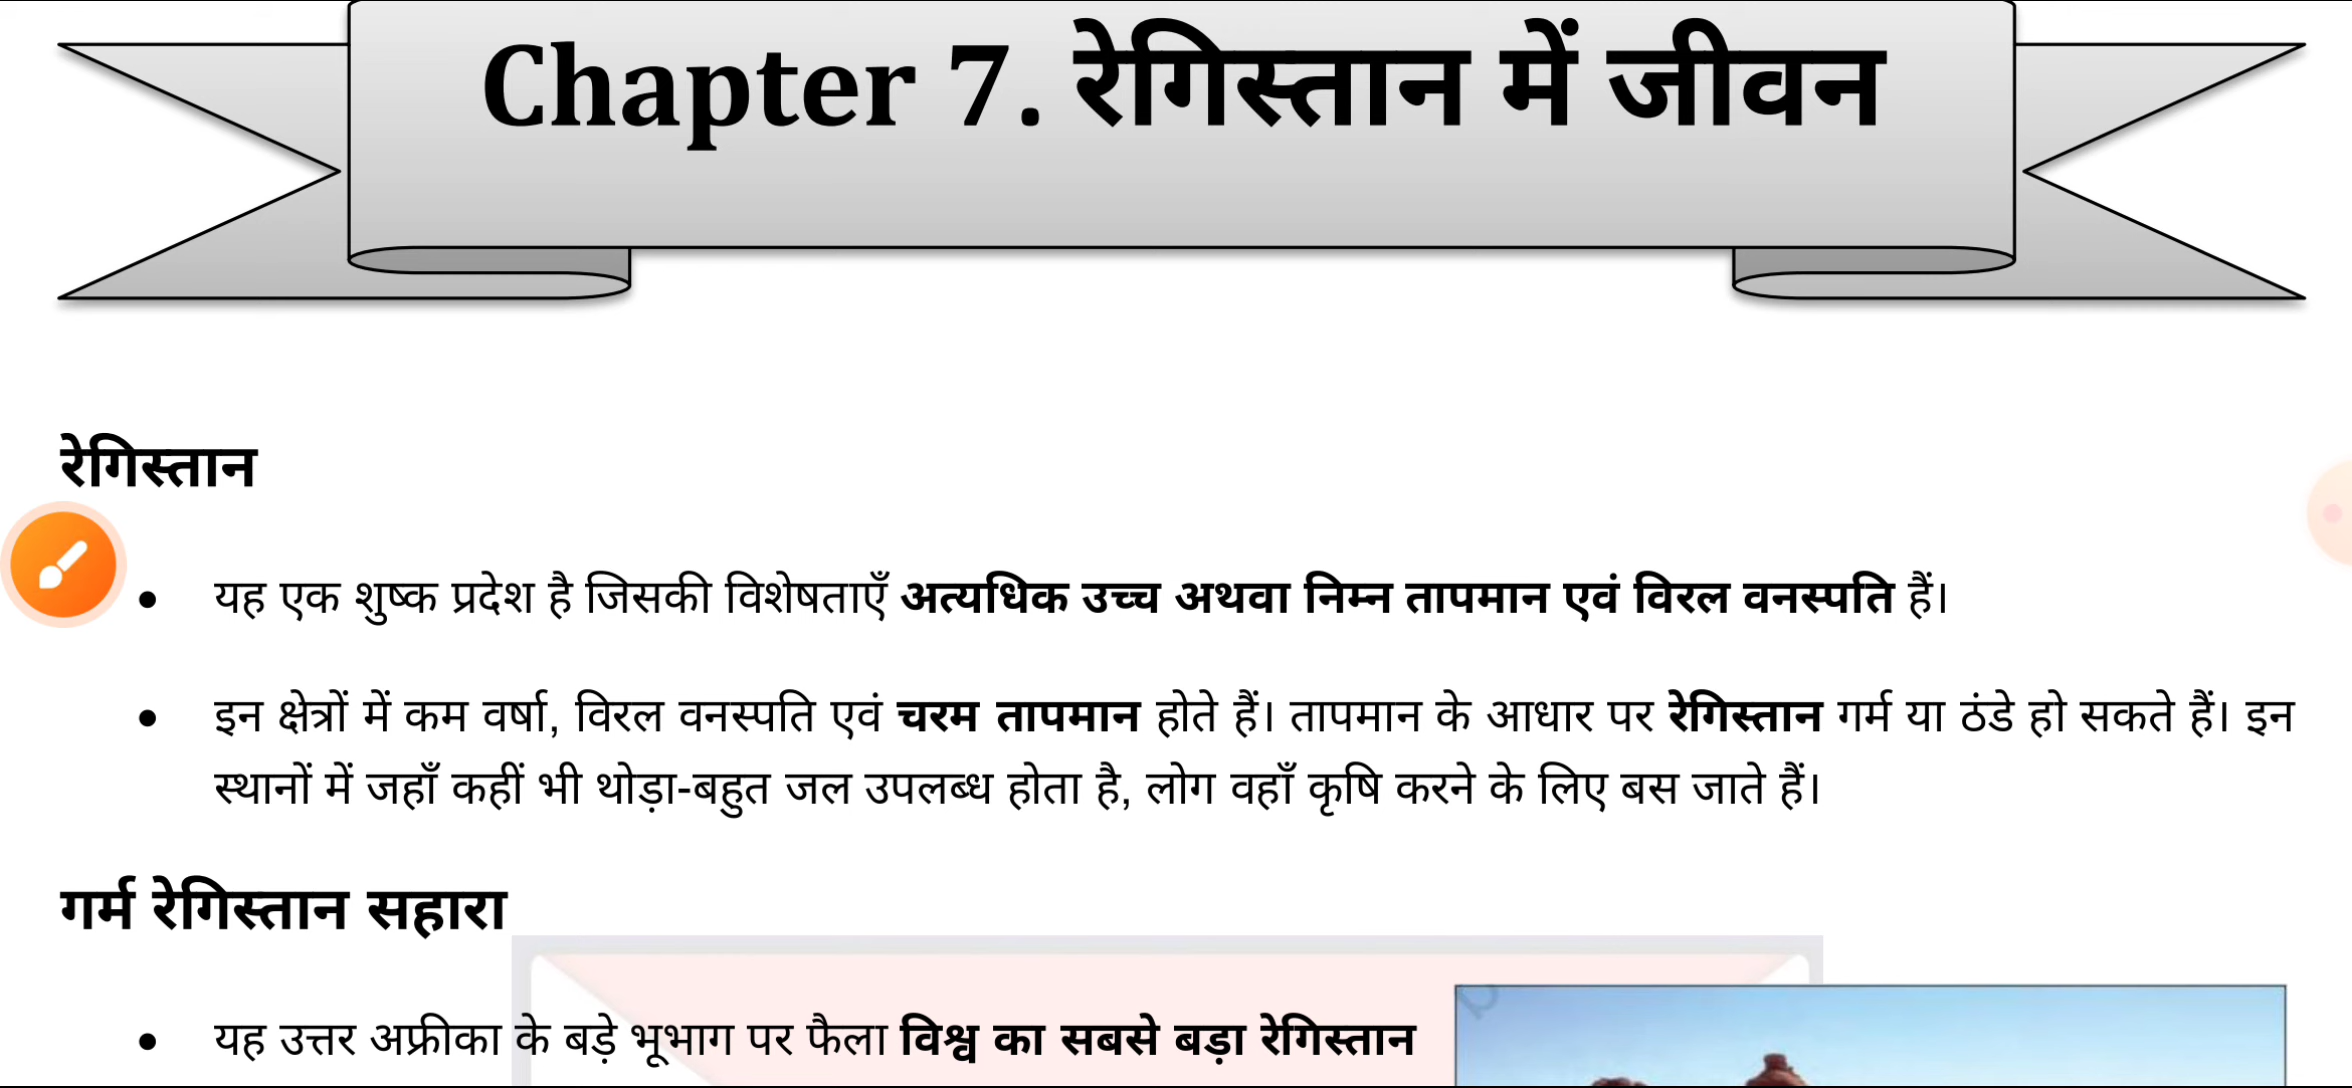 Chapter 7. रेगिस्तान में जीवन
रेगिस्तान
• यह एक शुष्क प्रदेश है जिसकी विशेषताएँ अत्यधिक उच्च अथवा निम्न तापमान एवं विरल वनस्पति हैं।
• इन क्षेत्रों में कम वर्षा, विरल वनस्पति एवं चरम तापमान होते हैं। तापमान के आधार पर रेगिस्तान गर्म या ठंडे हो सकते हैं। इन
स्थानों में जहाँ कहीं भी थोड़ा-बहुत जल उपलब्ध होता है, लोग वहाँ कृषि करने के लिए बस जाते हैं।
गर्म रेगिस्तान सहारा
• यह उत्तर अफ्रीका के बड़े भूभाग पर फैला विश्व का सबसे बड़ा रेगिस्तान